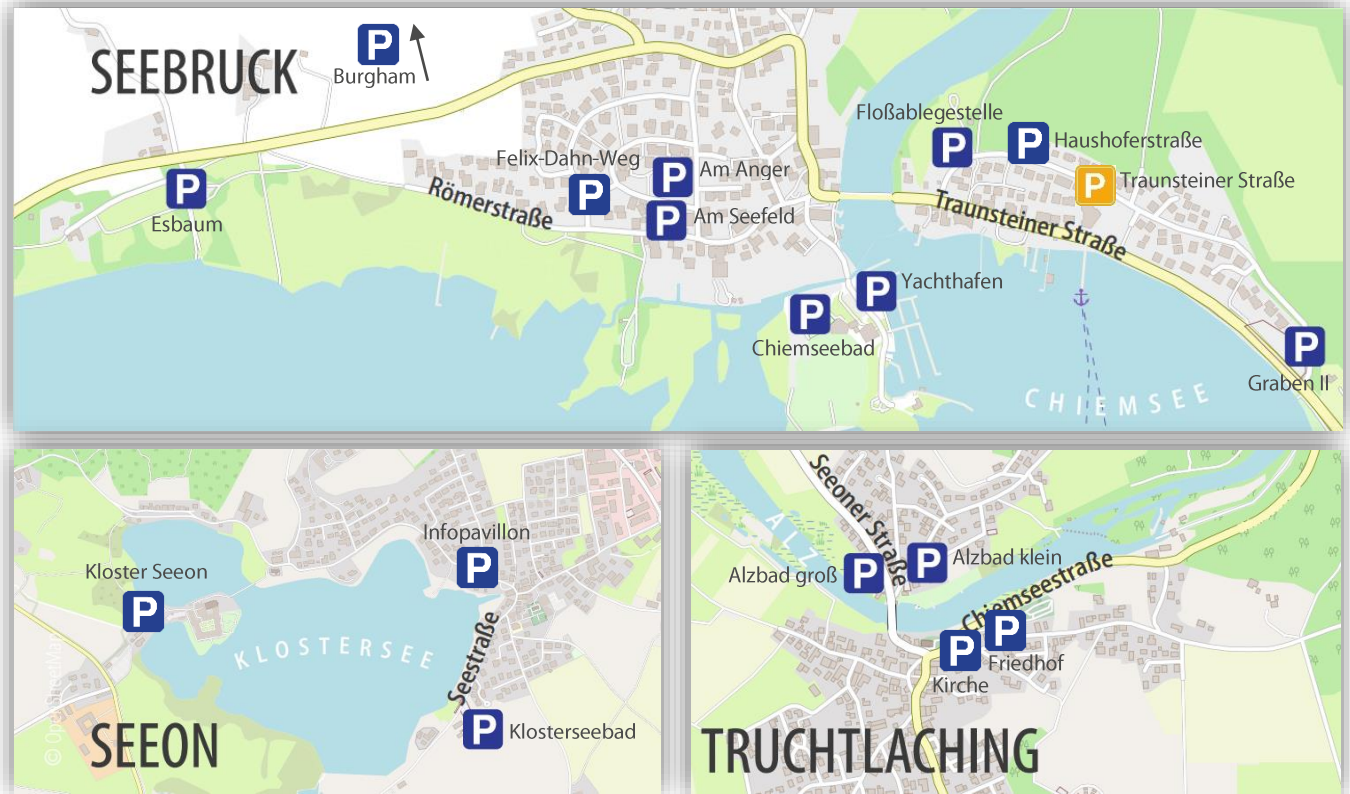 SEEBRUCK
P
Burgham
P
Esbaum
Felix-Dahn-Weg
P
P
Am Anger
P
Am Seefeld
Römerstraße
Floßablegestelle
P
P
Haushoferstraße
P
Traunsteiner Straße
Traunsteiner Straße
P
Yachthafen
P
Chiemseebad
P
Graben II
CHIEMSEE
Kloster Seeon
P
Infopavillon
P
KLOSTERSEE
Seestraße
P
Klosterseebad
SEEON
Seeoner Straße
ALZ
Alzbad groß
P
P
Alzbad klein
Chiemseestraße
P
Friedhof
P
Kirche
TRUCHTLACHING